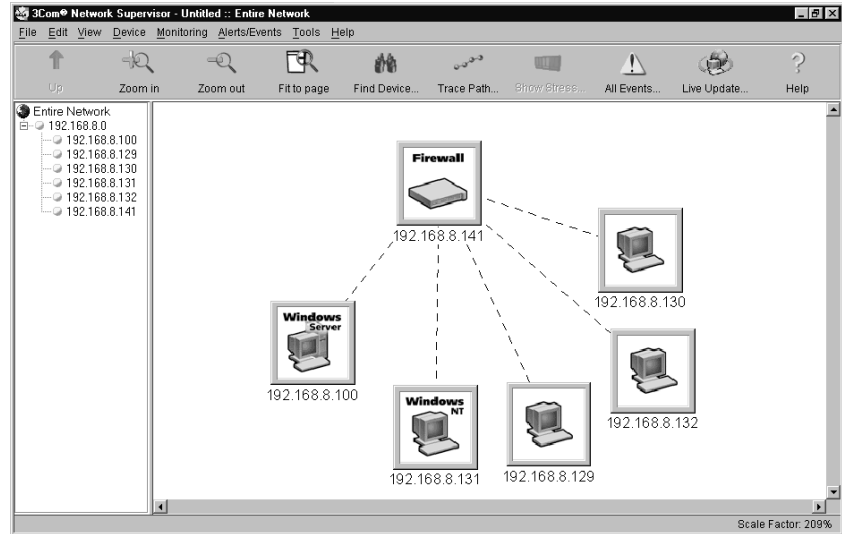 3Com® Network Supervisor - Untitled :: Entire Network
File Edit View Device Monitoring Alerts/Events Tools Help
Up Zoom in Zoom out Fit to page Find Device... Trace Path... Show Stress... All Events... Live Update... Help
Entire Network
192.168.8.0
192.168.8.100
192.168.8.129
192.168.8.130
192.168.8.131
192.168.8.132
192.168.8.141
Firewall
192.168.8.141
192.168.8.130
Windows
Server
192.168.8.100
192.168.8.132
Windows
NT
192.168.8.131
192.168.8.129
Scale Factor: 209%